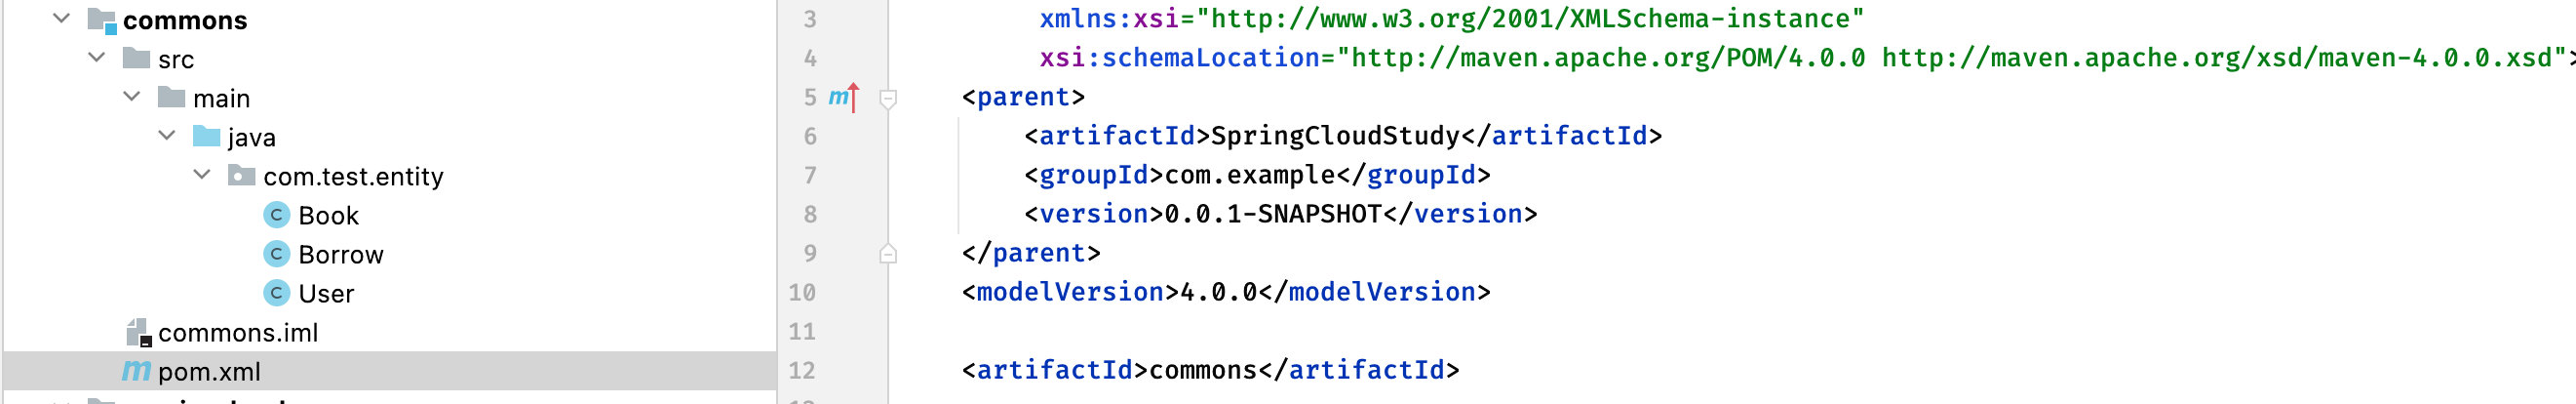 commons
src
main
java
com.test.entity
Book
Borrow
User
commons.iml
pom.xml
3 xmlns:xsi="http://www.w3.org/2001/XMLSchema-instance"
4 xsi:schemaLocation="http://maven.apache.org/POM/4.0.0 http://maven.apache.org/xsd/maven-4.0.0.xsd">
5 <parent>
6 <artifactId>SpringCloudStudy</artifactId>
7 <groupId>com.example</groupId>
8 <version>0.0.1-SNAPSHOT</version>
9 </parent>
10 <modelVersion>4.0.0</modelVersion>
11
12 <artifactId>commons</artifactId>